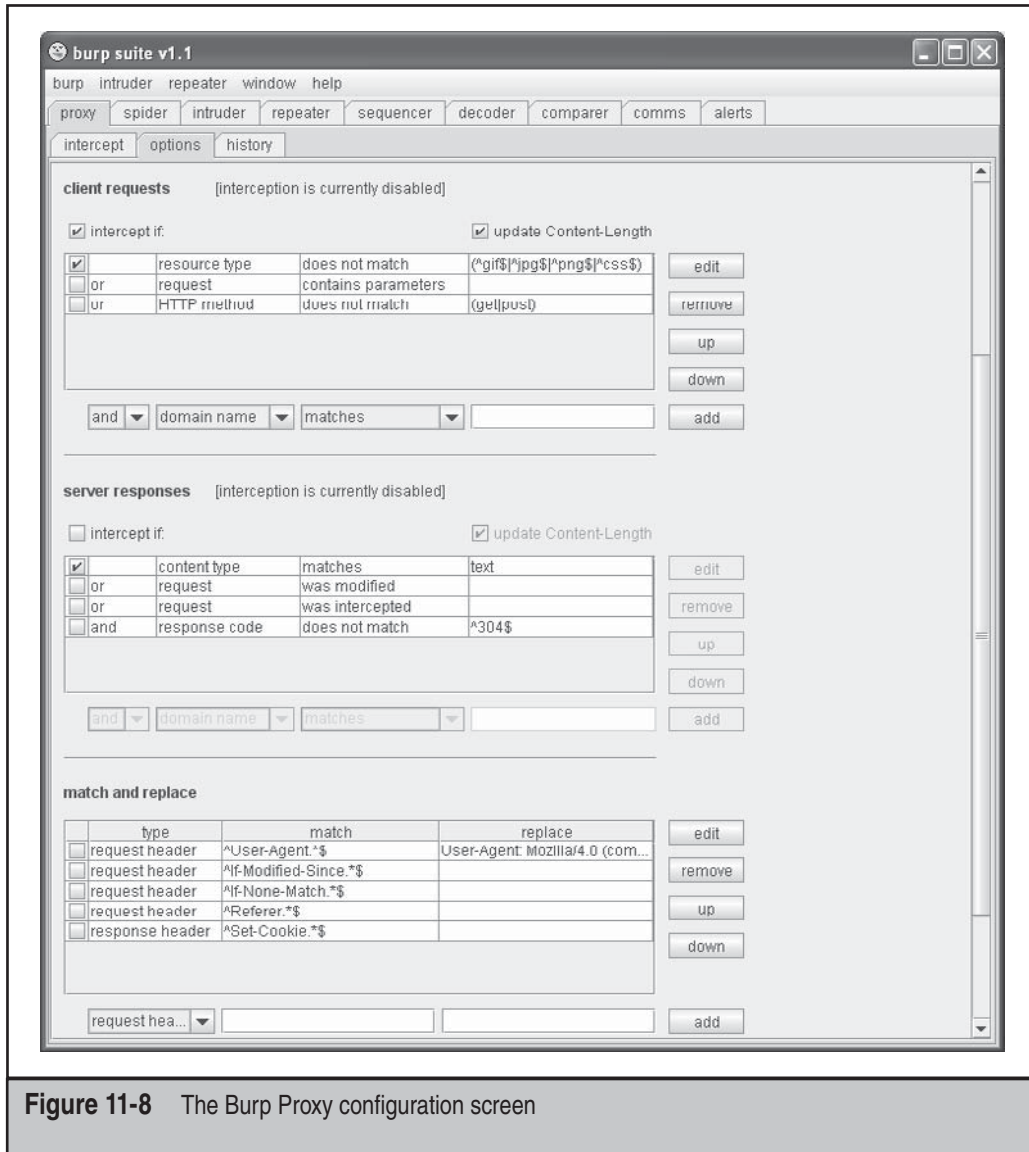 burp suite v1.1
burp intruder repeater window help
proxy spider intruder repeater sequencer decoder comparer comms alerts
intercept options history
client requests [interception is currently disabled]
intercept if: update Content-Length
resource type does not match (^gif$|^jpg$|^png$|^css$) edit
or request contains parameters
or HTTP method does not match (get|post) remove
up
down
and domain name matches add
server responses [interception is currently disabled]
intercept if: update Content-Length
content type matches text edit
or request was modified
or request was intercepted remove
and response code does not match ^304$
up
down
and domain name matches add
match and replace
type match replace edit
request header ^User-Agent.*$ User-Agent: Mozilla/4.0 (com...
request header ^If-Modified-Since.*$ remove
request header ^If-None-Match.*$
request header ^Referer.*$ up
response header ^Set-Cookie.*$
down
request hea... add
Figure 11-8 The Burp Proxy configuration screen